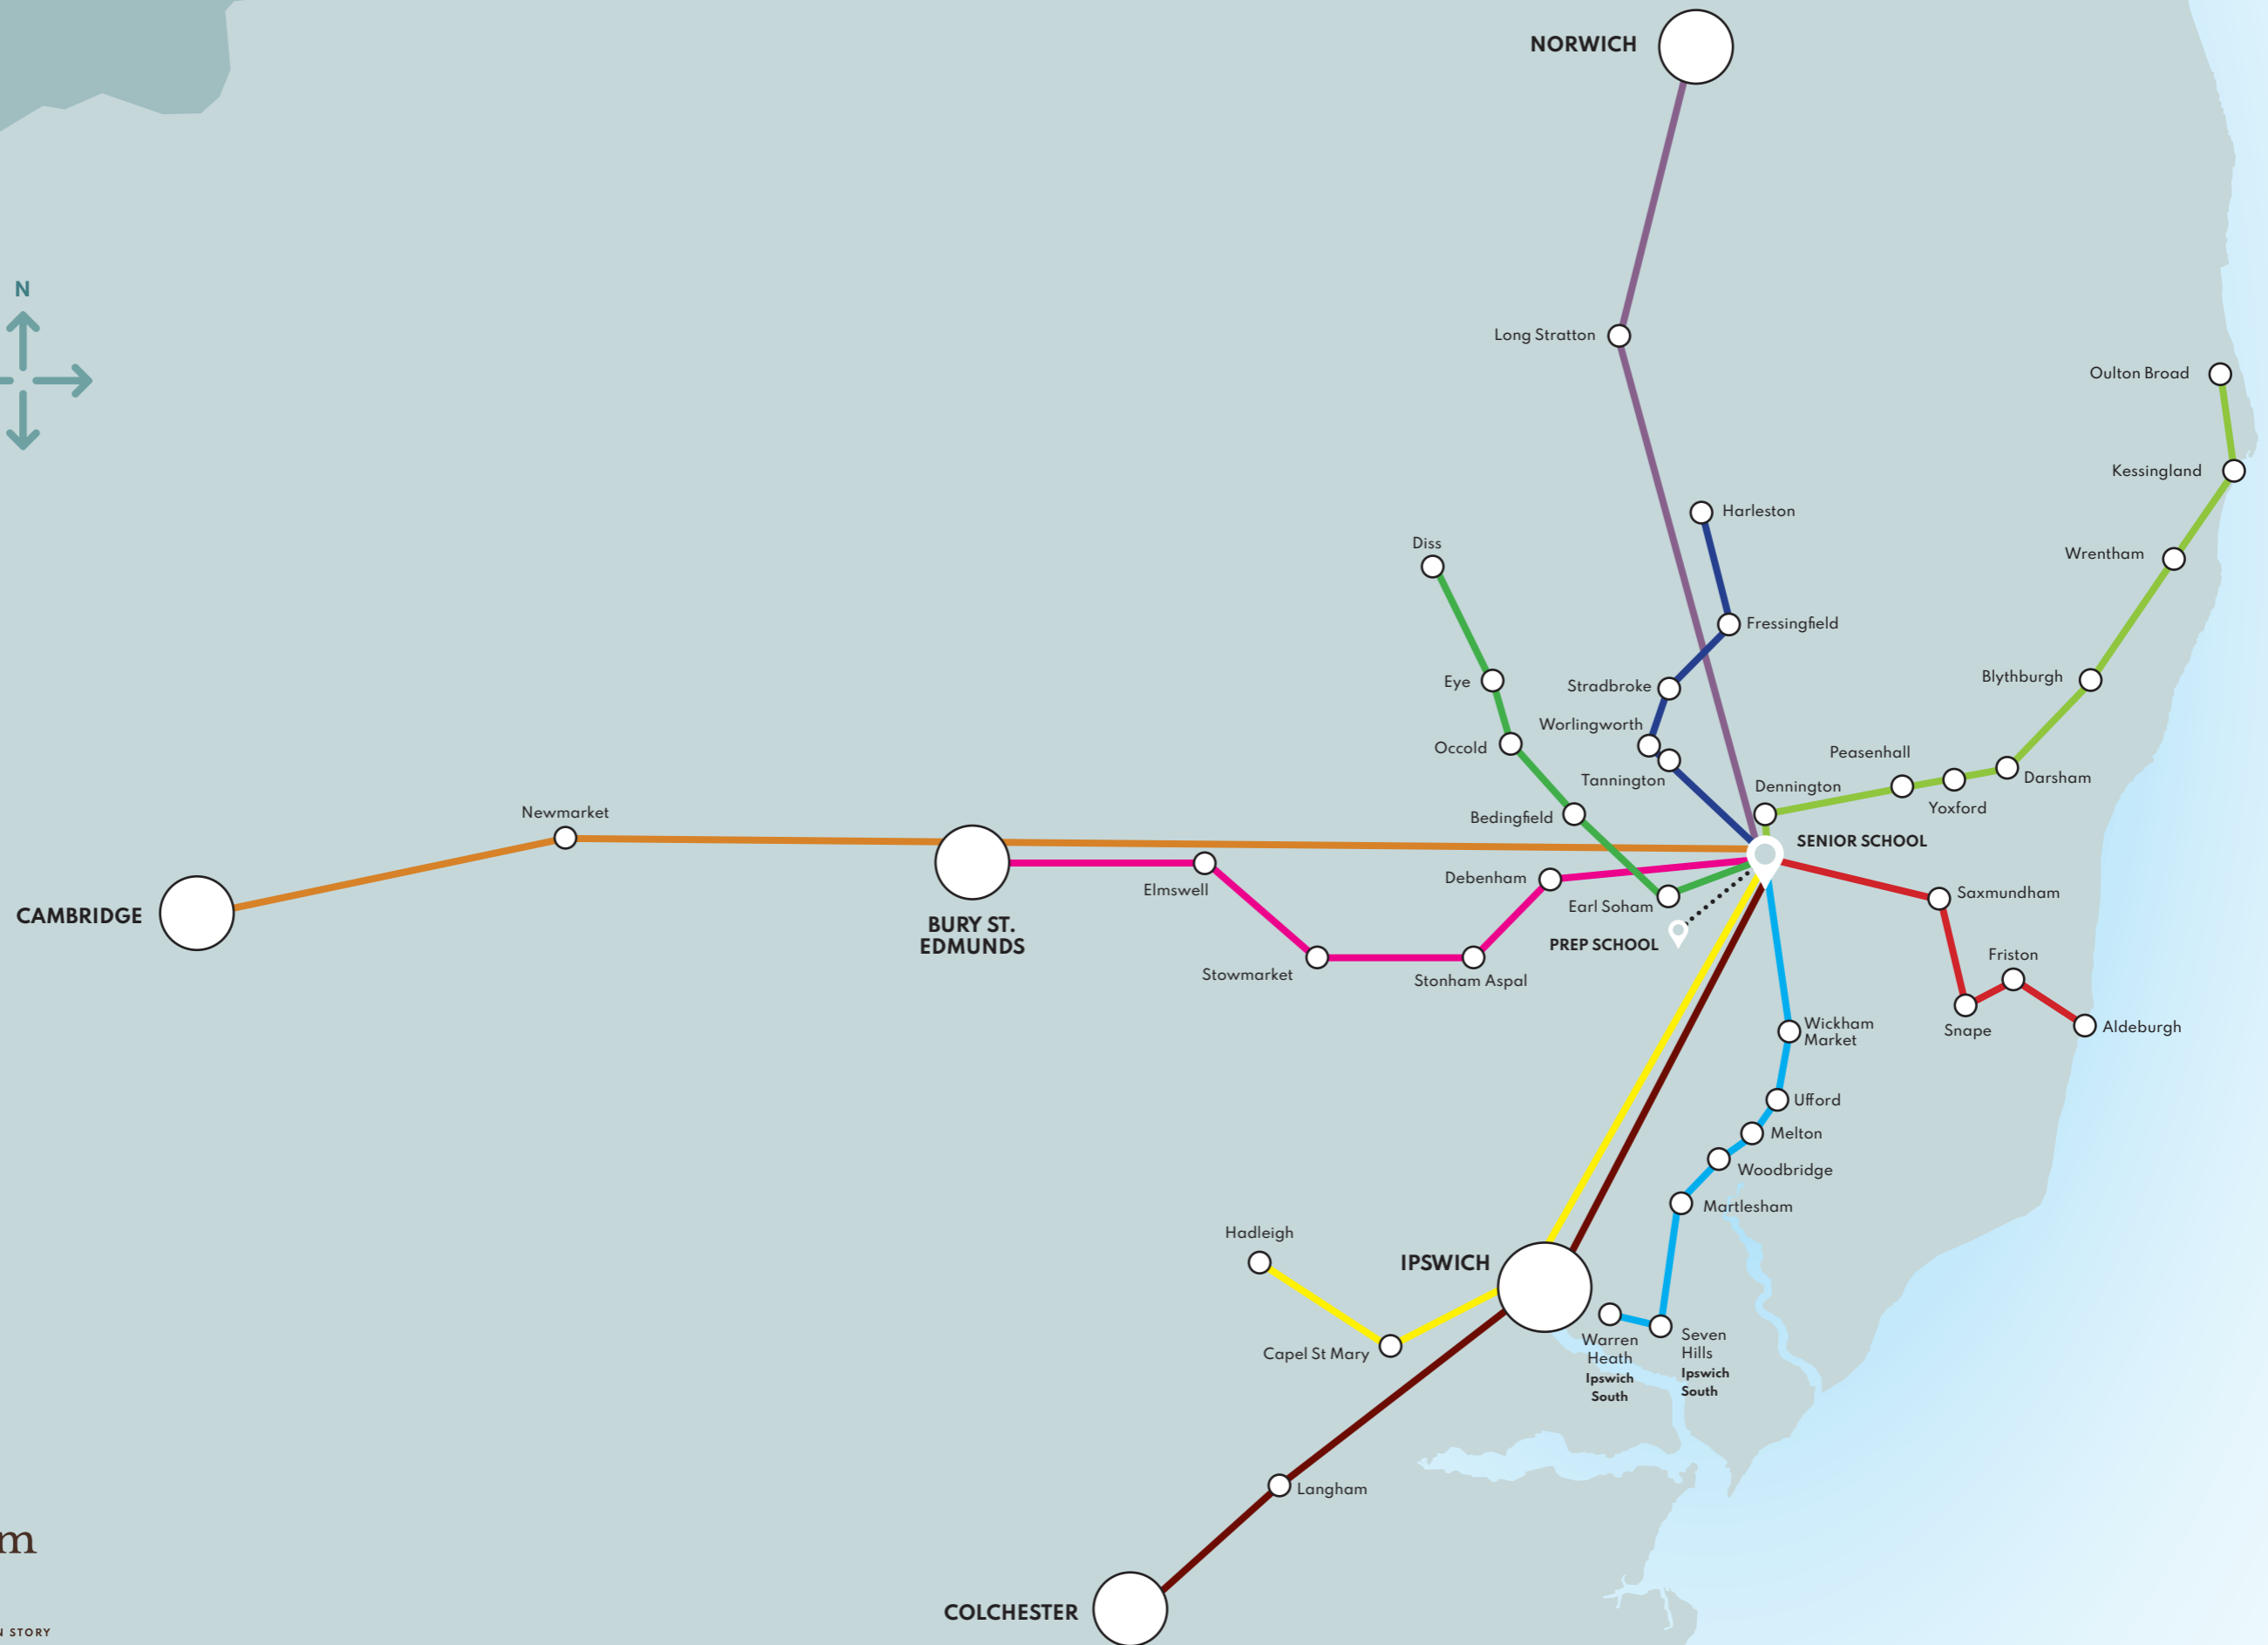 NORWICH
N
Long Stratton
Oulton Broad
Kessingland
Harleston
Diss
Wrentham
Fressingfield
Eye
Stradbroke
Blythburgh
Worlingworth
Occold
Peasenhall
Tannington
Darsham
Dennington
Yoxford
Newmarket
Bedingfield
SENIOR SCHOOL
Debenham
Elmswell
Saxmundham
Earl Soham
CAMBRIDGE
BURY ST.
EDMUNDS
PREP SCHOOL
Friston
Stowmarket
Stonham Aspal
Wickham
Market
Snape
Aldeburgh
Ufford
Melton
Woodbridge
Martlesham
Hadleigh
IPSWICH
Capel St Mary
Warren
Heath
Ipswich
South
Seven
Hills
Ipswich
South
Langham
m
COLCHESTER
STORY